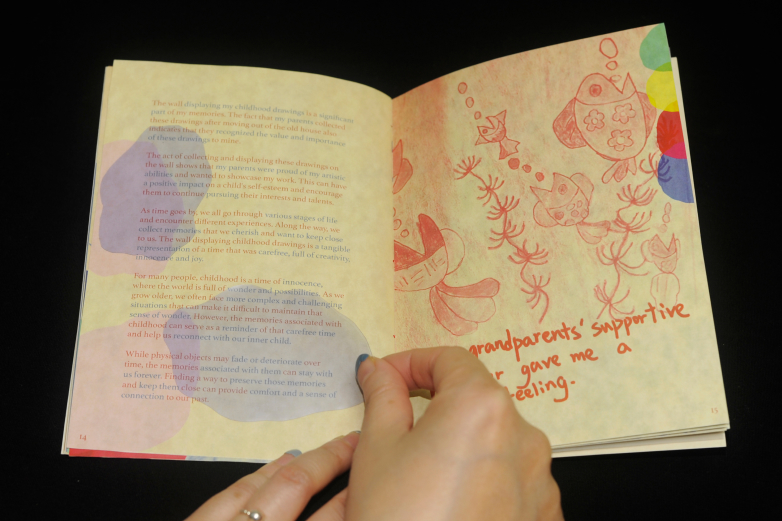 The wall displaying my childhood drawings is a significant
part of my memories. The fact that my parents collected
these drawings after moving out of the old house also
indicates that they recognised the value and importance
of these drawings to mine.
The act of collecting and displaying these drawings on
the wall shows that my parents were proud of my artistic
abilities and wanted to showcase my work. This can have
a positive impact on a child's self-esteem and encourage
them to continue pursuing their interests and talents.
As time goes by, we all go through various stages of life
and encounter different experiences. Along the way, we
collect memories that we cherish and want to keep close
to us. The wall displaying childhood drawings is a tangible
representation of a time that was carefree, full of creativity,
innocence and joy.
For many people, childhood is a time of innocence,
where the world is full of wonder and possibilities. As we
grow older, we often face more complex and challenging
situations that can make it difficult to maintain that
sense of wonder. However, the memories associated with
childhood can serve as a reminder of that carefree time
and help us reconnect with our inner child.
While physical objects may fade or deteriorate over
time, the memories associated with them can stay with
us forever. Finding a way to preserve those memories
and keep them close can provide comfort and a sense of
connection to our past.
14
grandparents' supportive
gave me a
feeling.
15